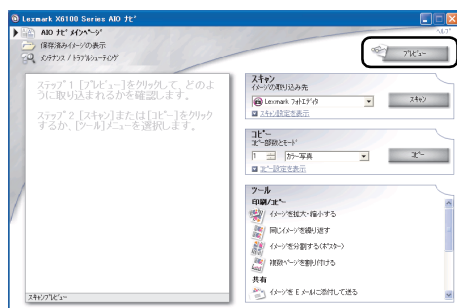 Lexmark X6100 Series AIO ﾅﾋﾞ
AIO ﾅﾋﾞ ﾒｲﾝﾍﾟｰｼﾞ
ﾍﾙﾌﾟ
保存済みｲﾒｰｼﾞの表示
ﾒﾝﾃﾅﾝｽ / ﾄﾗﾌﾞﾙｼｭｰﾃｨﾝｸﾞ
ﾌﾟﾚﾋﾞｭｰ
ステップ 1 [ﾌﾟﾚﾋﾞｭｰ]をｸﾘｯｸして、どのよ
うに取り込まれるかを確認します。
ステップ 2 [ｽｷｬﾝ]または[ｺﾋﾟｰ]をｸﾘｯｸ
するか、[ﾂｰﾙ]ﾒﾆｭｰを選択します。
ｽｷｬﾝﾌﾟﾚﾋﾞｭｰ
スキャン
ｲﾒｰｼﾞの取り込み先
Lexmark ﾌｫﾄｴﾃﾞｨﾀ
ｽｷｬﾝ
ｽｷｬﾝ設定を表示
コピー
ｺﾋﾟｰ部数とﾓｰﾄﾞ
1
ｶﾗｰ写真
ｺﾋﾟｰ
ｺﾋﾟｰ設定を表示
ツール
印刷/ｺﾋﾟｰ
ｲﾒｰｼﾞを拡大・縮小する
同じｲﾒｰｼﾞを繰り返す
ｲﾒｰｼﾞを分割する(ﾎﾟｽﾀｰ)
複数ﾍﾟｰｼﾞを割り付ける
共有
ｲﾒｰｼﾞを E ﾒｰﾙに添付して送る